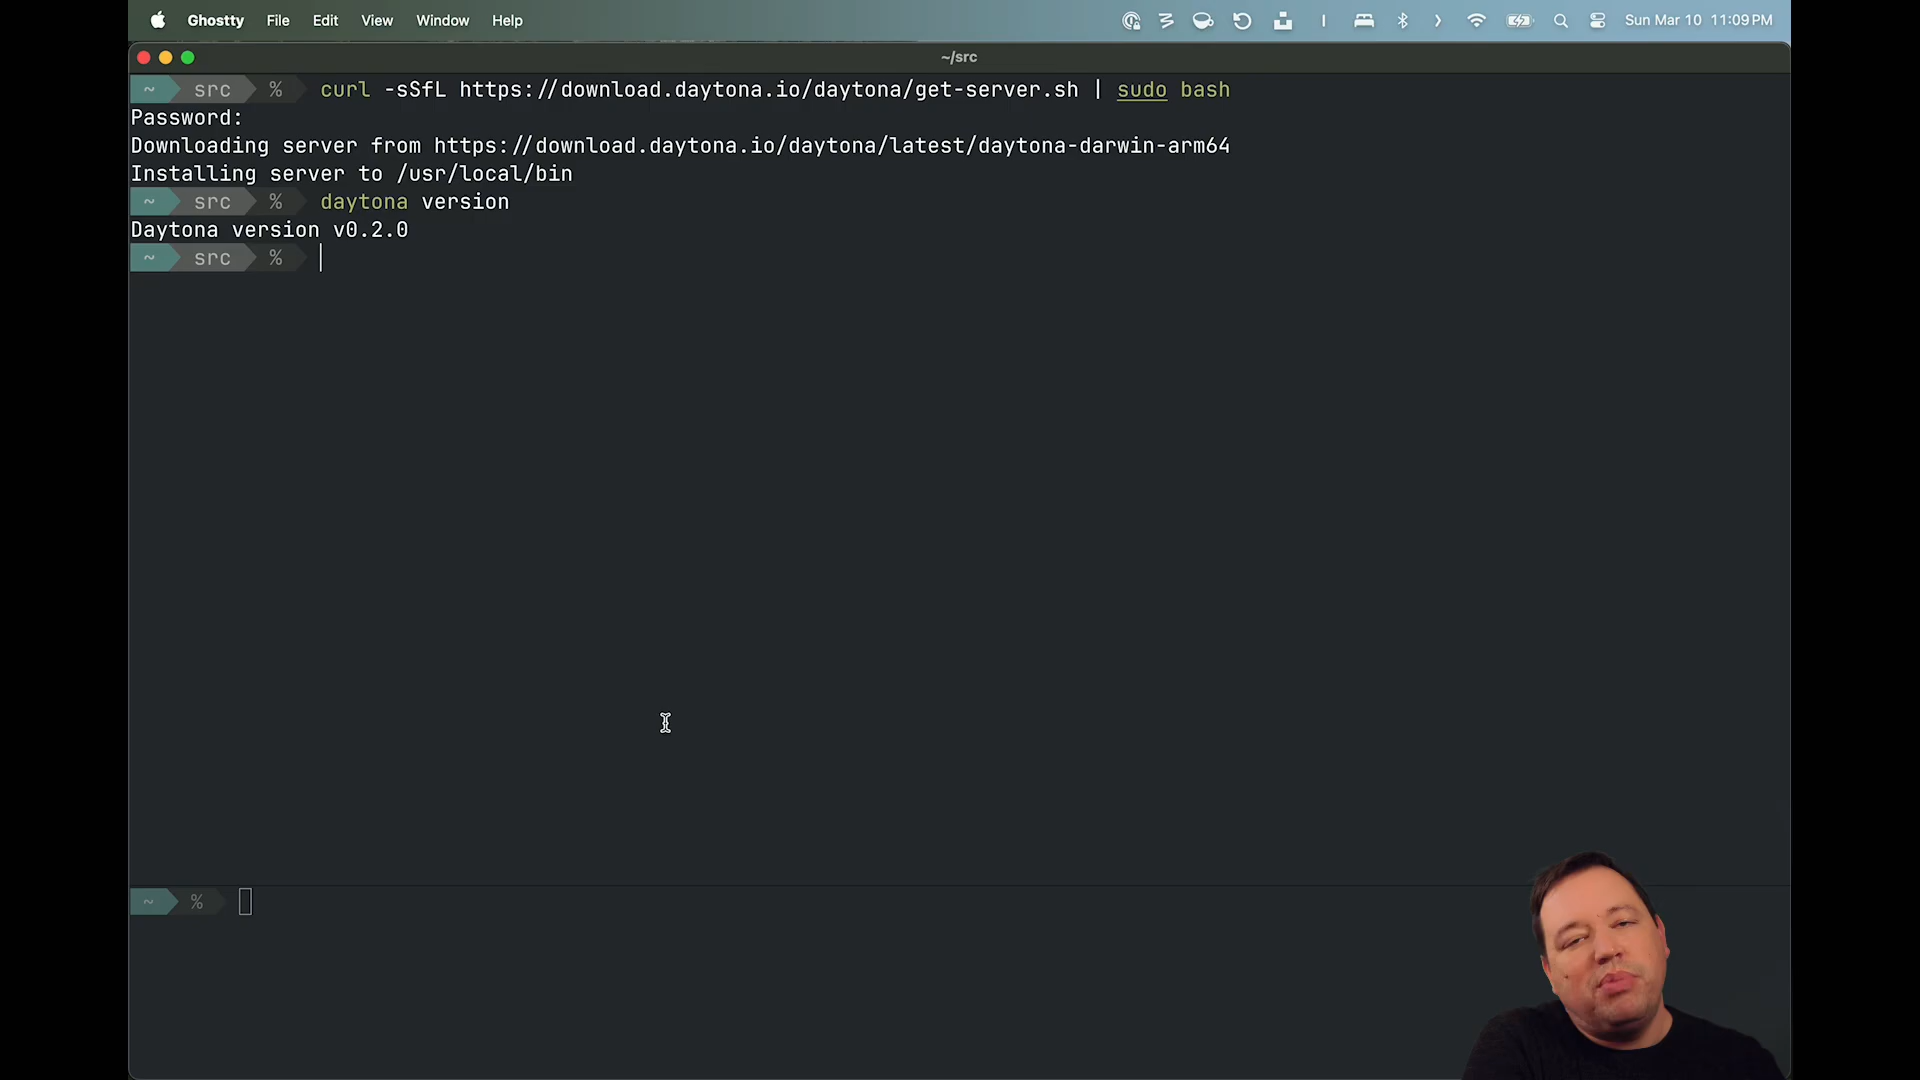 Ghostty File Edit View Window Help Sun Mar 10 11:09 PM
~/src
~ src % curl -sSfL https://download.daytona.io/daytona/get-server.sh | sudo bash
Password:
Downloading server from https://download.daytona.io/daytona/latest/daytona-darwin-arm64
Installing server to /usr/local/bin
~ src % daytona version
Daytona version v0.2.0
~ src %
~ %